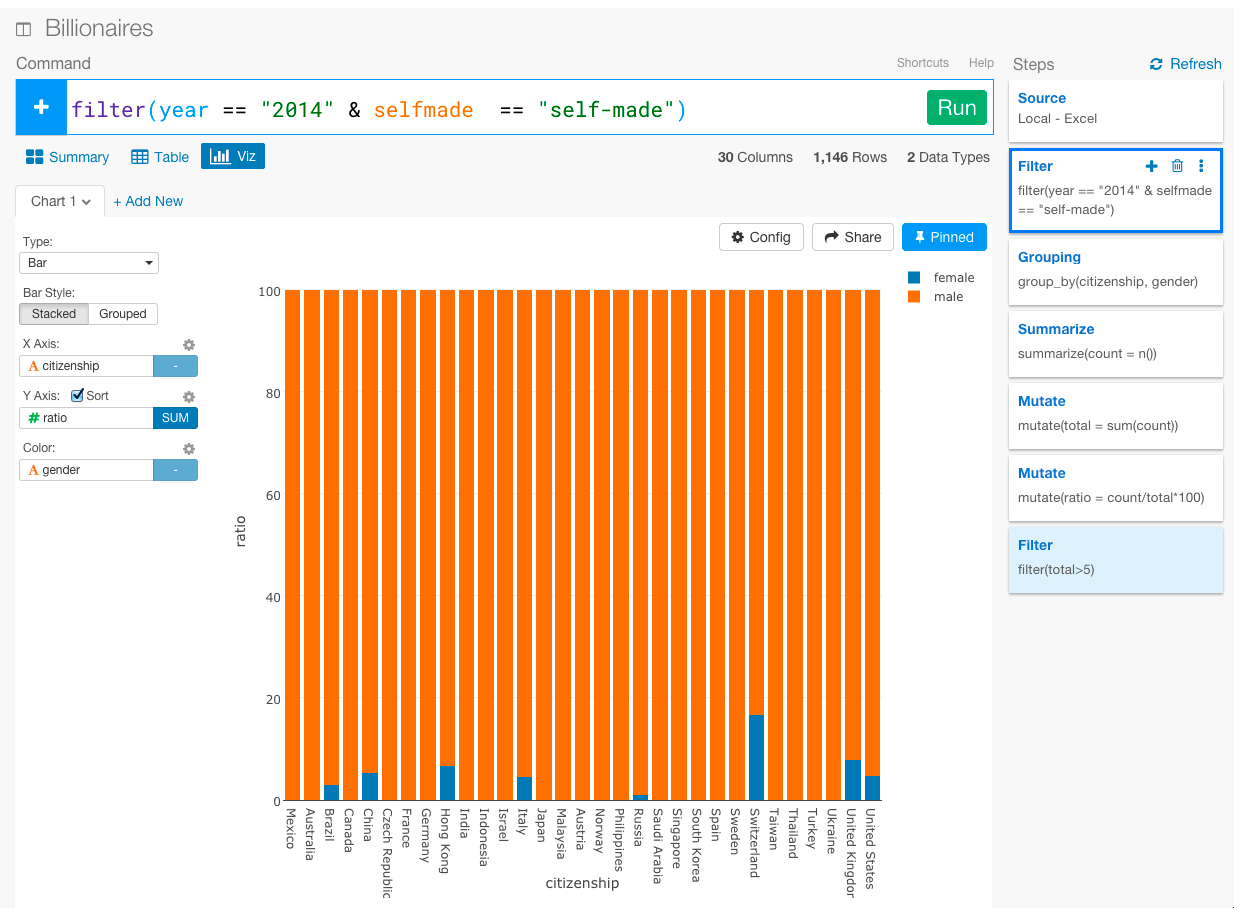 Billionaires
Command
Shortcuts
Help
filter(year == "2014" & selfmade  == "self-made")
Run
Summary
Table
Viz
30 Columns
1,146 Rows
2 Data Types
Chart 1
+ Add New
Config
Share
Pinned
Type:
Bar
Bar Style:
Stacked
Grouped
X Axis:
A citizenship
-
Y Axis:
Sort
# ratio
SUM
Color:
A gender
-
female
male
100
80
60
40
20
0
ratio
Mexico
Australia
Brazil
Canada
China
Czech Republic
France
Germany
Hong Kong
India
Indonesia
Israel
Italy
Japan
Malaysia
Austria
Norway
Philippines
Russia
Saudi Arabia
Singapore
South Korea
Spain
Sweden
Switzerland
Taiwan
Thailand
Turkey
Ukraine
United Kingdor
United States
citizenship
Steps
Refresh
Source
Local - Excel
Filter
filter(year == "2014" & selfmade
== "self-made")
Grouping
group_by(citizenship, gender)
Summarize
summarize(count = n())
Mutate
mutate(total = sum(count))
Mutate
mutate(ratio = count/total*100)
Filter
filter(total>5)